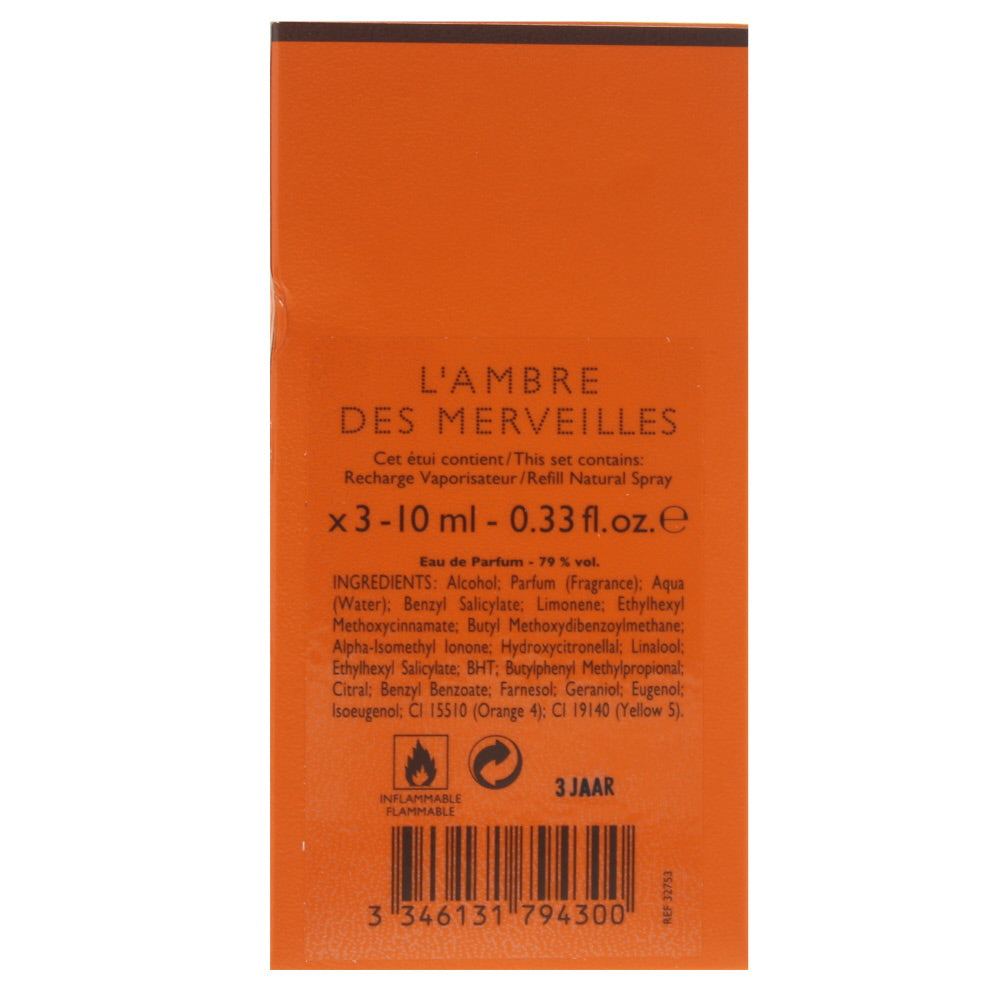 L'AMBRE
DES MERVEILLES
Cet étui contient/This set contains:
Recharge Vaporisateur/Refill Natural Spray
x 3 - 10 ml - 0.33 fl.oz. ℮
Eau de Parfum - 79 % vol.
INGREDIENTS: Alcohol; Parfum (Fragrance); Aqua
(Water); Benzyl Salicylate; Limonene; Ethylhexyl
Methoxycinnamate; Butyl Methoxydibenzoylmethane;
Alpha-Isomethyl Ionone; Hydroxycitronellal; Linalool;
Ethylhexyl Salicylate; BHT; Butylphenyl Methylpropional;
Citral; Benzyl Benzoate; Farnesol; Geraniol; Eugenol;
Isoeugenol; CI 15510 (Orange 4); CI 19140 (Yellow 5).
INFLAMMABLE
FLAMMABLE
3 JAAR
3 346131 794300
REF 32753